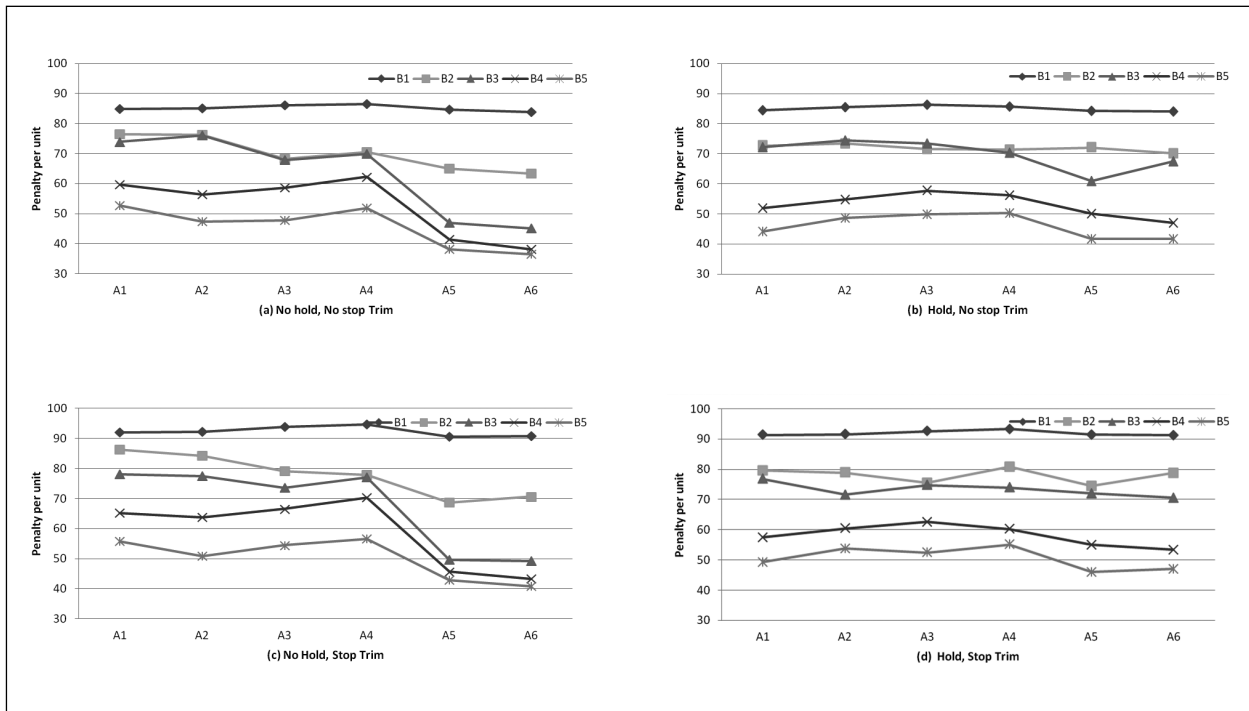 100
90
80
70
60
50
40
30
Penalty per unit
B1 B2 B3 B4 B5
A1 A2 A3 A4 A5 A6
(a) No hold, No stop Trim
100
90
80
70
60
50
40
30
Penalty per unit
B1 B2 B3 B4 B5
A1 A2 A3 A4 A5 A6
(b) Hold, No stop Trim
100
90
80
70
60
50
40
30
Penalty per unit
B1 B2 B3 B4 B5
A1 A2 A3 A4 A5 A6
(c) No Hold, Stop Trim
100
90
80
70
60
50
40
30
Penalty per unit
B1 B2 B3 B4 B5
A1 A2 A3 A4 A5 A6
(d) Hold, Stop Trim